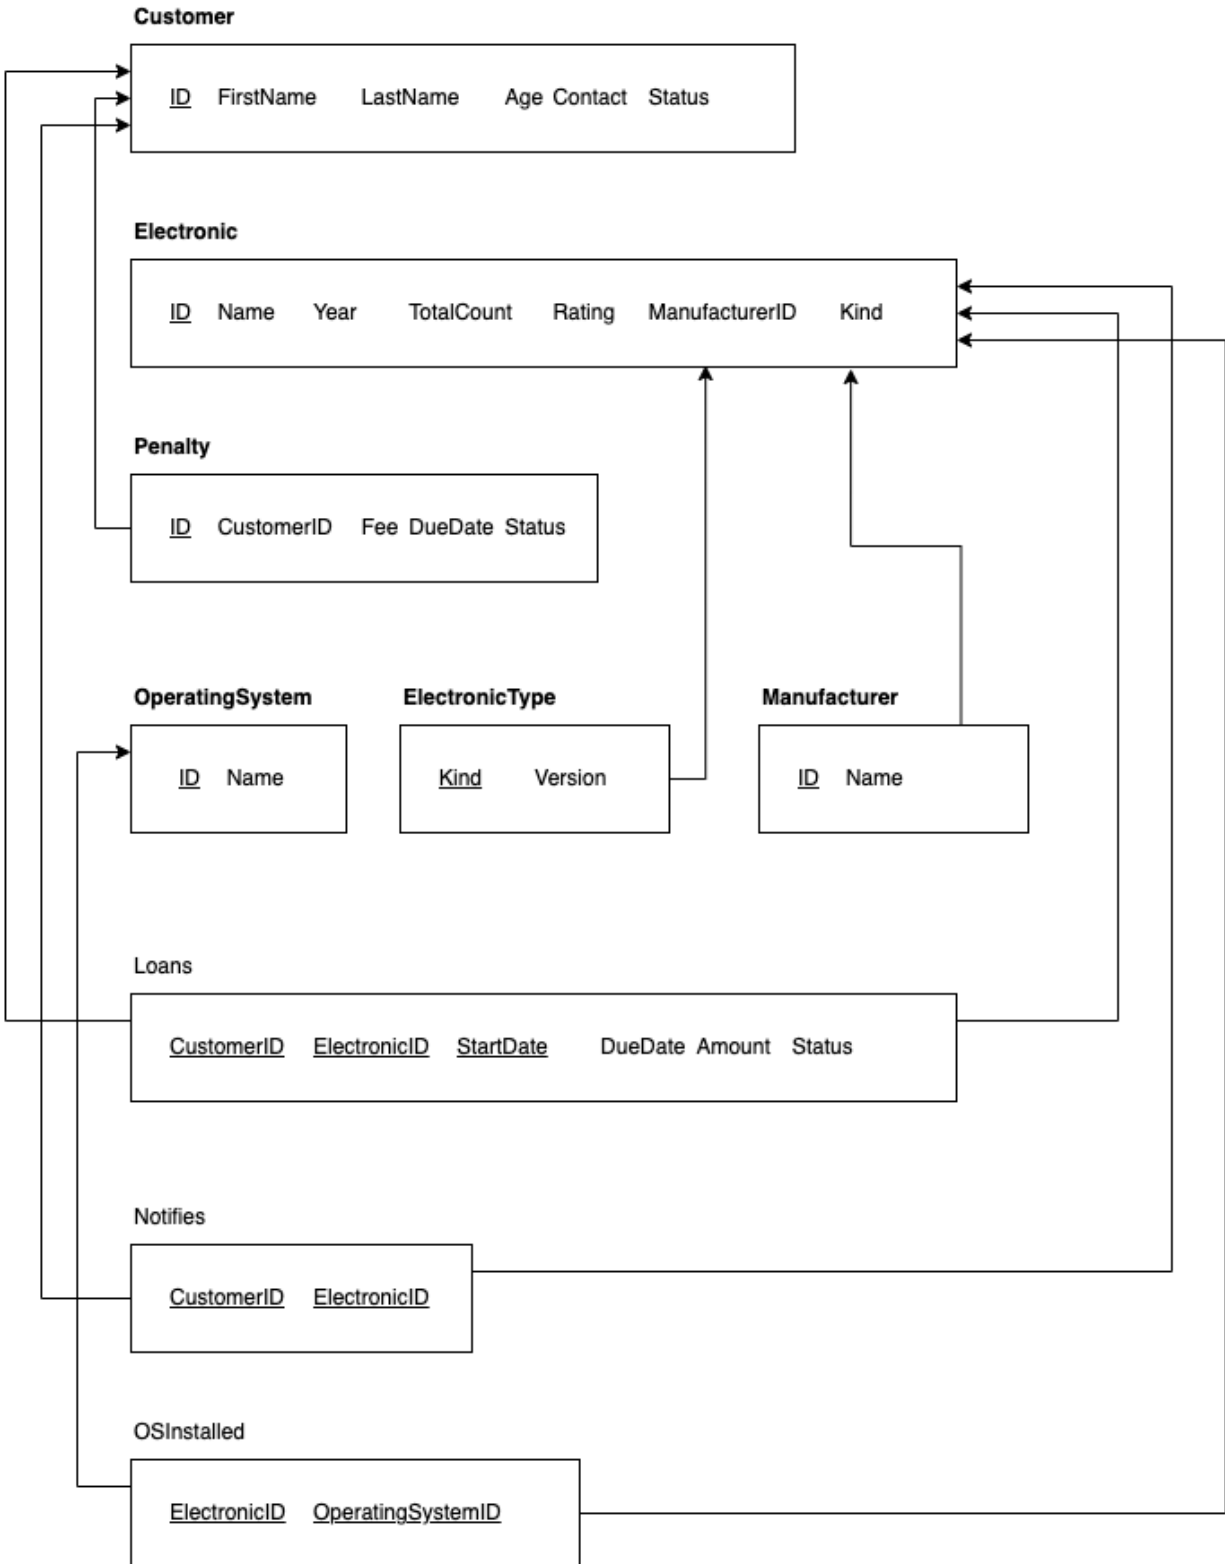 Customer
ID FirstName LastName Age Contact Status
Electronic
ID Name Year TotalCount Rating ManufacturerID Kind
Penalty
ID CustomerID Fee DueDate Status
OperatingSystem ElectronicType Manufacturer
ID Name Kind Version ID Name
Loans
CustomerID ElectronicID StartDate DueDate Amount Status
Notifies
CustomerID ElectronicID
OSInstalled
ElectronicID OperatingSystemID